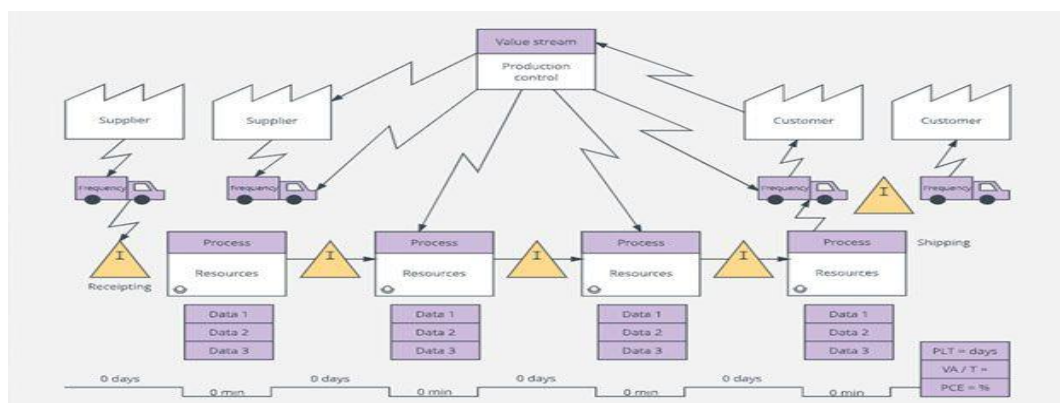 Value stream
Production
control
Supplier
Supplier
Customer
Customer
Frequency
Frequency
Frequency
Frequency
I
I
I
I
I
Process
Process
Process
Process
Shipping
Resources
Resources
Resources
Resources
Receipting
Data 1
Data 1
Data 1
Data 1
Data 2
Data 2
Data 2
Data 2
Data 3
Data 3
Data 3
Data 3
PLT = days
VA / T =
PCE = %
0 days
0 days
0 days
0 days
0 min
0 min
0 min
0 min